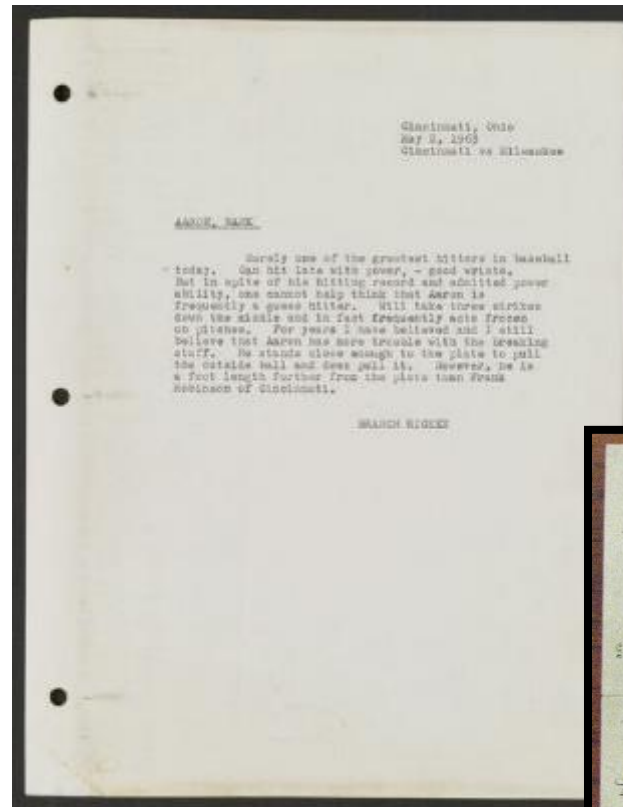 Cincinnati, Ohio
May 2, 1963
Cincinnati vs Milwaukee
AARON, HANK
Surely one of the greatest hitters in baseball
today. Can hit late with power, - good wrists.
But in spite of his hitting record and admitted power
ability, one cannot help think that Aaron is
frequently a guess hitter. Will take three strikes
down the middle and in fact frequently acts frozen
on pitches. For years I have believed and I still
believe that Aaron has more trouble with the breaking
stuff. He stands close enough to the plate to pull
the outside ball and does pull it. However, he is
a foot length further from the plate than Frank
Robinson of Cincinnati.
BRANCH RICKEY